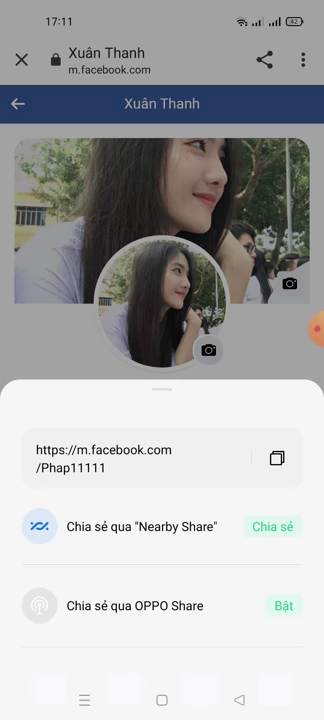 17:11
42
Xuân Thanh
m.facebook.com
Xuân Thanh
https://m.facebook.com
/Phap11111
Chia sẻ qua "Nearby Share"
Chia sẻ
Chia sẻ qua OPPO Share
Bật